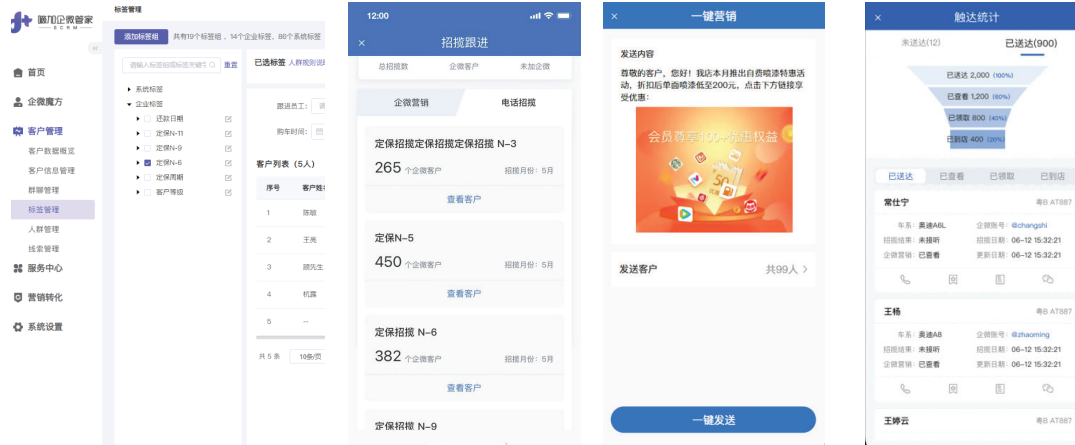 嗨加企微管家
SCRM
首页
企微魔方
客户管理
客户数据概览
客户信息管理
群聊管理
标签管理
人群管理
线索管理
服务中心
营销转化
系统设置
标签管理
添加标签组 共有19个标签组，14个企业标签、86个系统标签
请输入标签组或标签关键字 重置
系统标签
企业标签
还款日期
定保N-11
定保N-9
定保N-6
定保周期
客户等级
已选标签 人群规则说明
跟进员工：
购车时间：
客户列表（5人）
序号 客户姓名
1 陈敏
2 王亮
3 顾先生
4 机露
5 --
共 5 条 10条/页
12:00
× 招揽跟进
总招揽数 企微客户 未加企微
企微营销 电话招揽
定保招揽定保招揽定保招揽 N-3
265 个企微客户 招揽月份：5月
查看客户
定保N-5
450 个企微客户 招揽月份：5月
查看客户
定保招揽 N-6
382 个企微客户 招揽月份：5月
查看客户
定保招揽 N-9
× 一键营销
发送内容
尊敬的客户，您好！我店本月推出自费喷漆特惠活
动，折扣后单面喷漆低至200元，点击下方链接享
受优惠：
会员尊享100+优惠权益
50
发送客户 共99人 >
一键发送
× 触达统计
未送达(12) 已送达(900)
已送达 2,000 (100%)
已查看 1,200 (60%)
已领取 800 (40%)
已到店 400 (20%)
已送达 已查看 已领取 已到店
常仕宁 粤B AT887
车系：奥迪A6L 企微账号：@changshi
招揽结果：未接听 招揽日期：06-12 15:32:21
企微营销：已查看 更新日期：06-12 15:32:21
王杨 粤B AT887
车系：奥迪A8 企微账号：@zhaoming
招揽结果：未接听 招揽日期：06-12 15:32:21
企微营销：已查看 更新日期：06-12 15:32:21
王婷云 粤B AT887